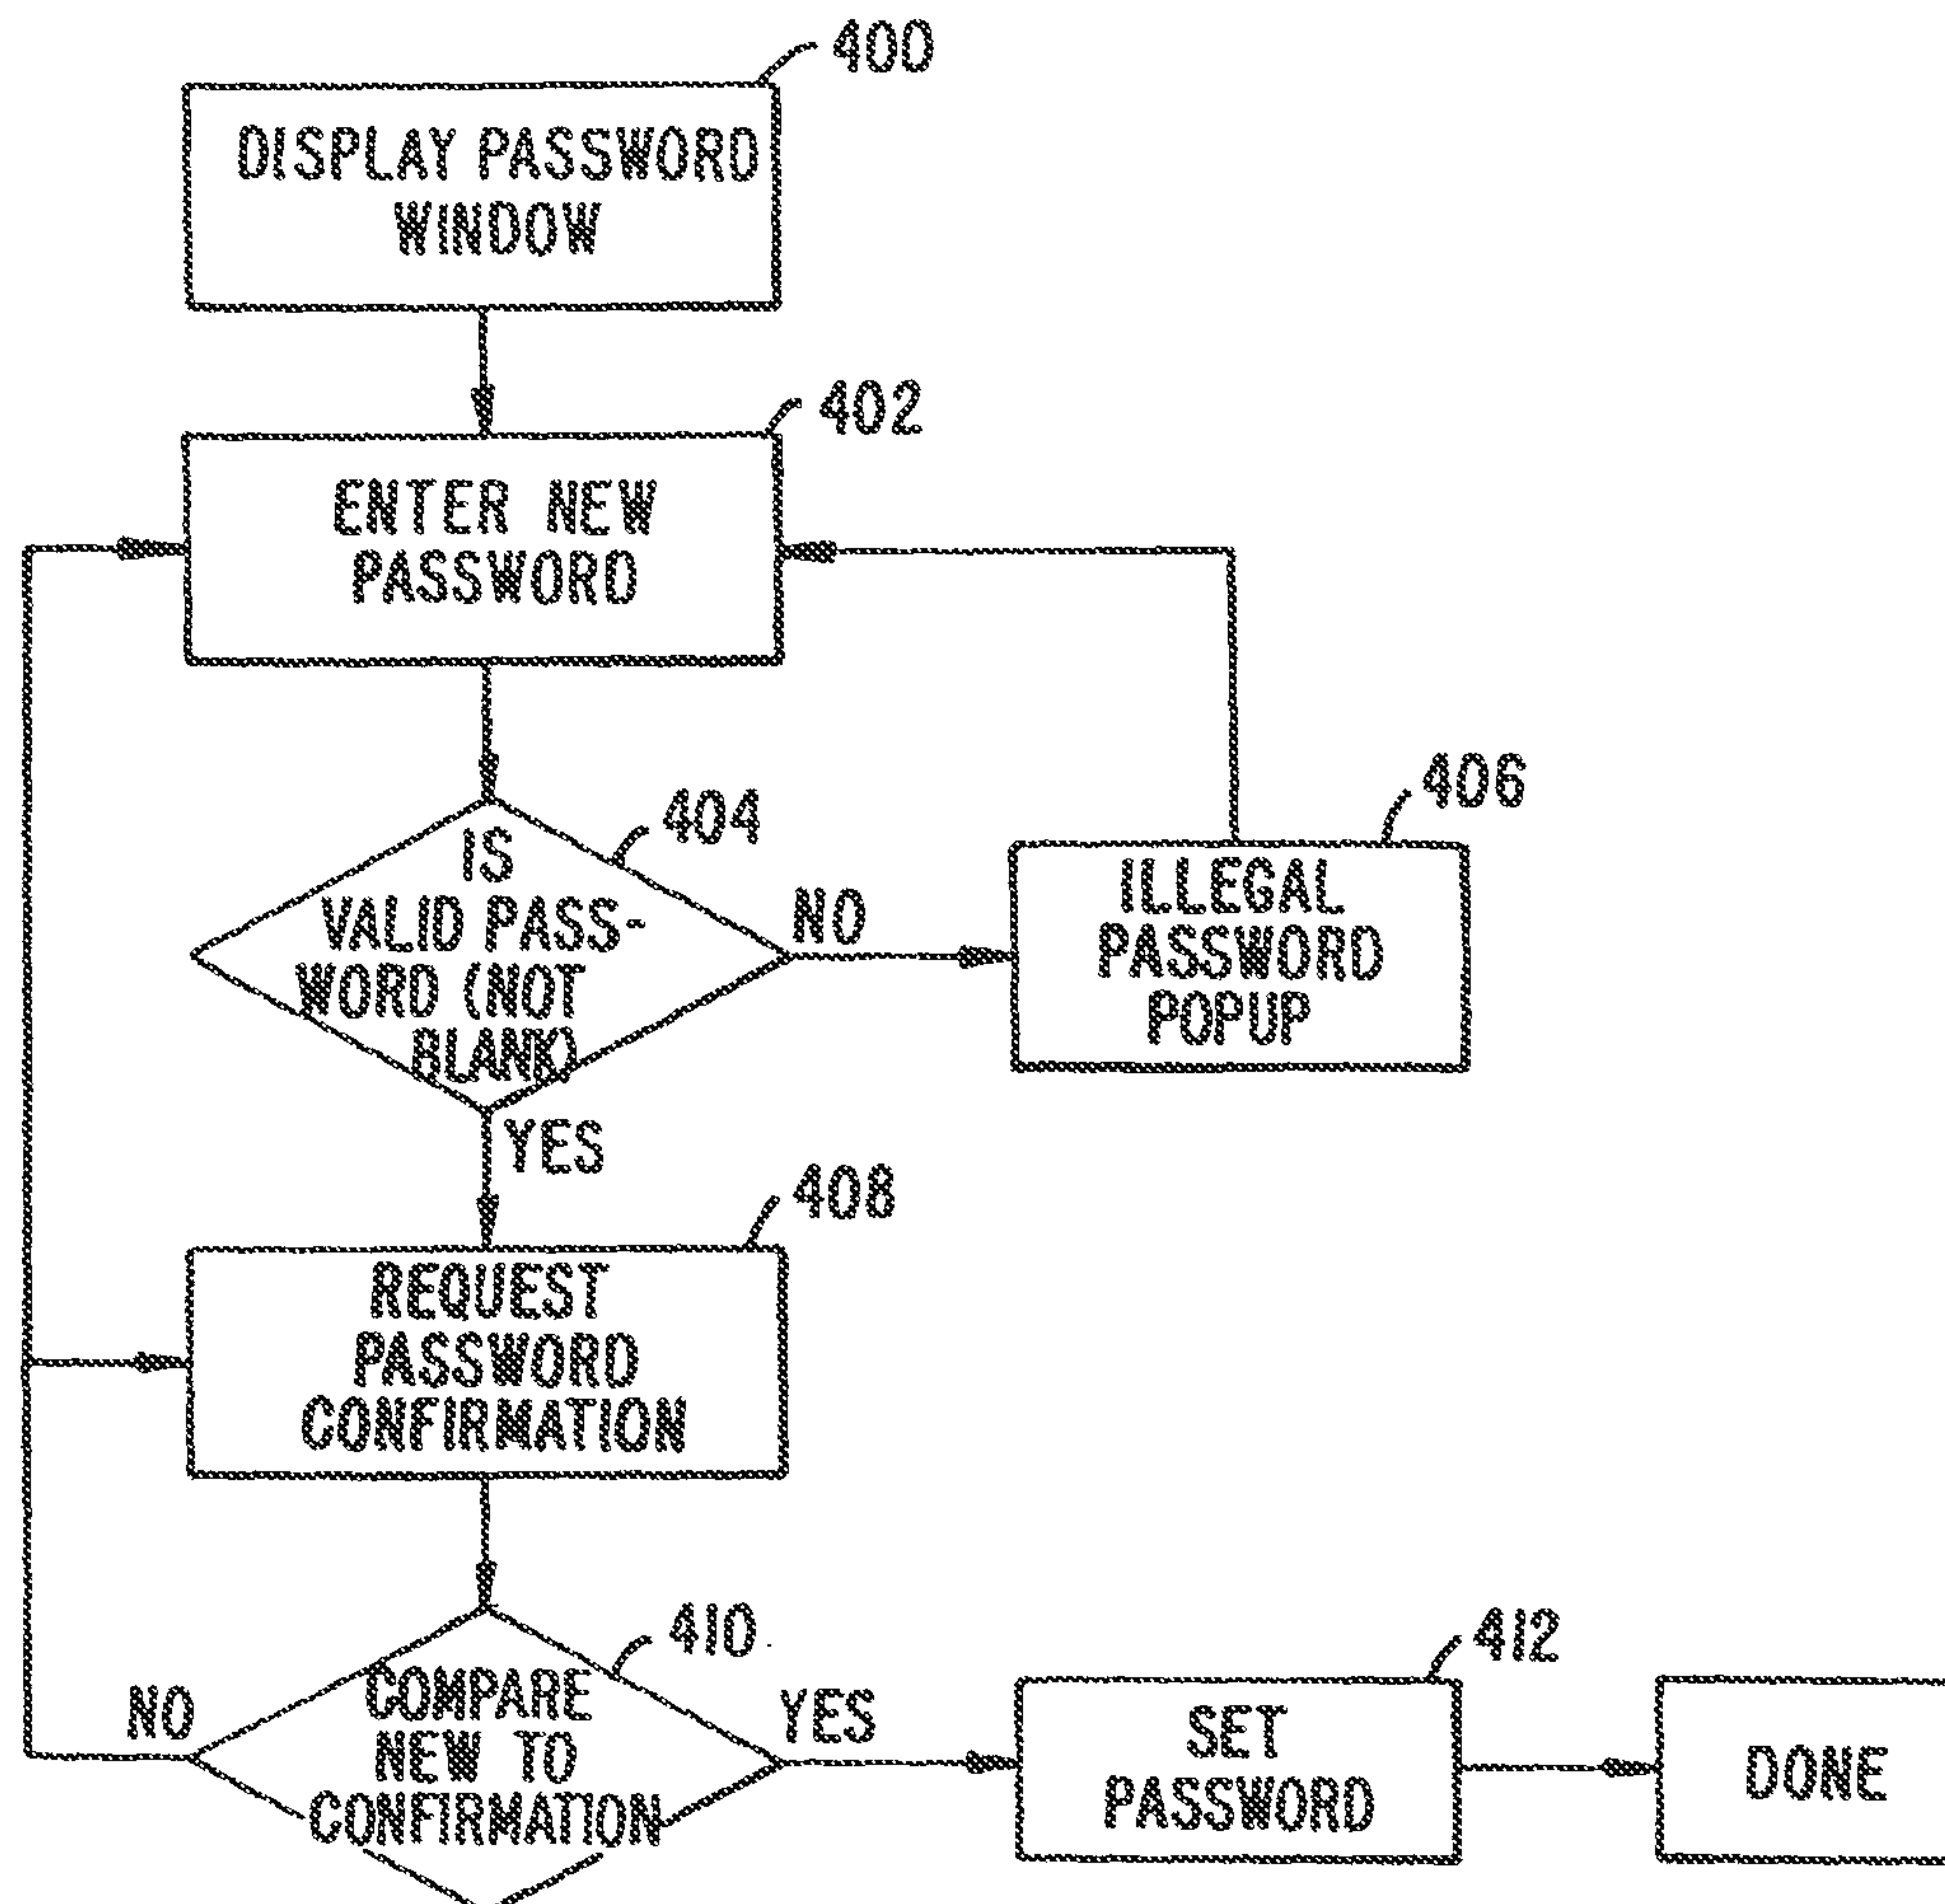 400
DISPLAY PASSWORD
WINDOW
402
ENTER NEW
PASSWORD
404
IS
VALID PASS-
WORD (NOT
BLANK)
NO
406
ILLEGAL
PASSWORD
POPUP
YES
408
REQUEST
PASSWORD
CONFIRMATION
410
COMPARE
NEW TO
CONFIRMATION
NO
YES
412
SET
PASSWORD
DONE